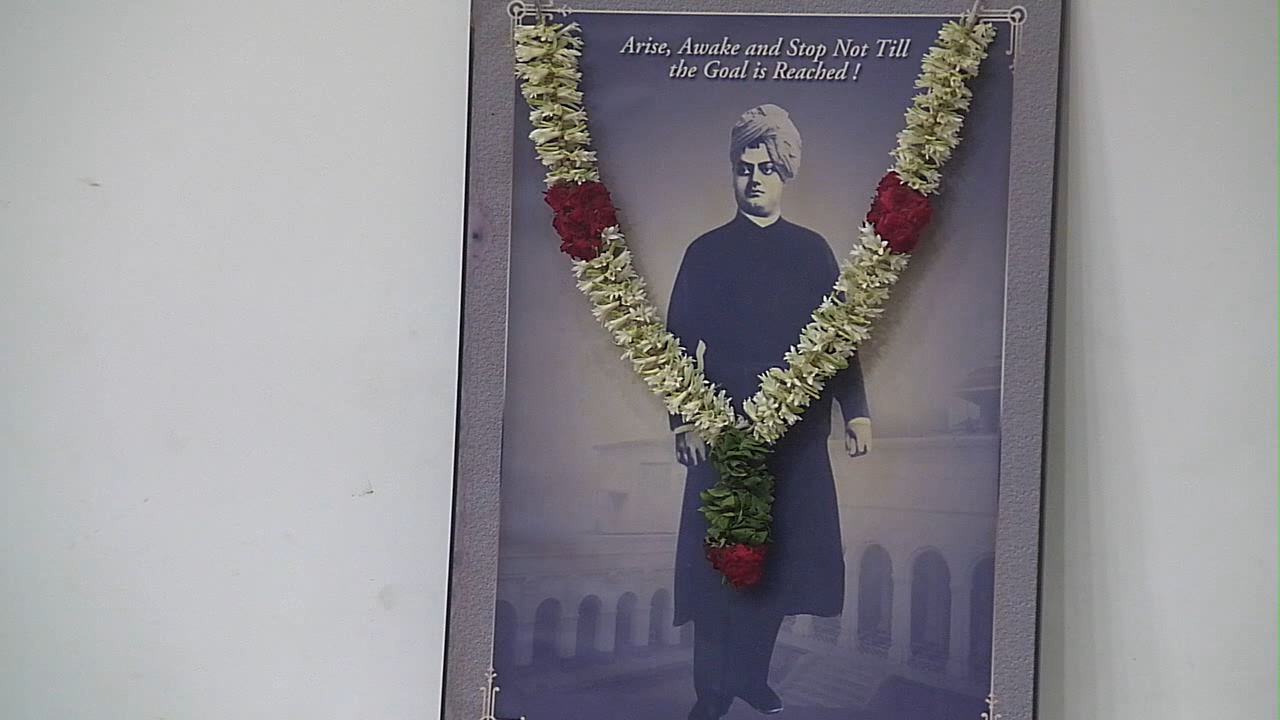 Arise, Awake and Stop Not Till
the Goal is Reached !